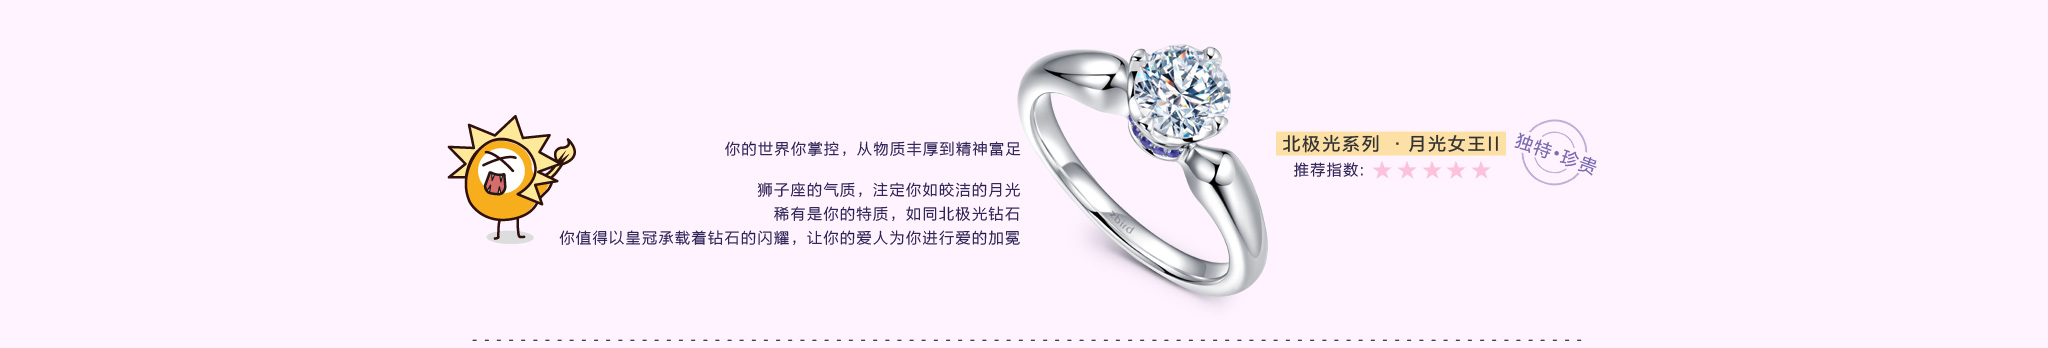 你的世界你掌控，从物质丰厚到精神富足
狮子座的气质，注定你如皎洁的月光
稀有是你的特质，如同北极光钻石
你值得以皇冠承载着钻石的闪耀，让你的爱人为你进行爱的加冕
zbird
北极光系列 · 月光女王II
推荐指数: ★★★★★
独特·珍贵